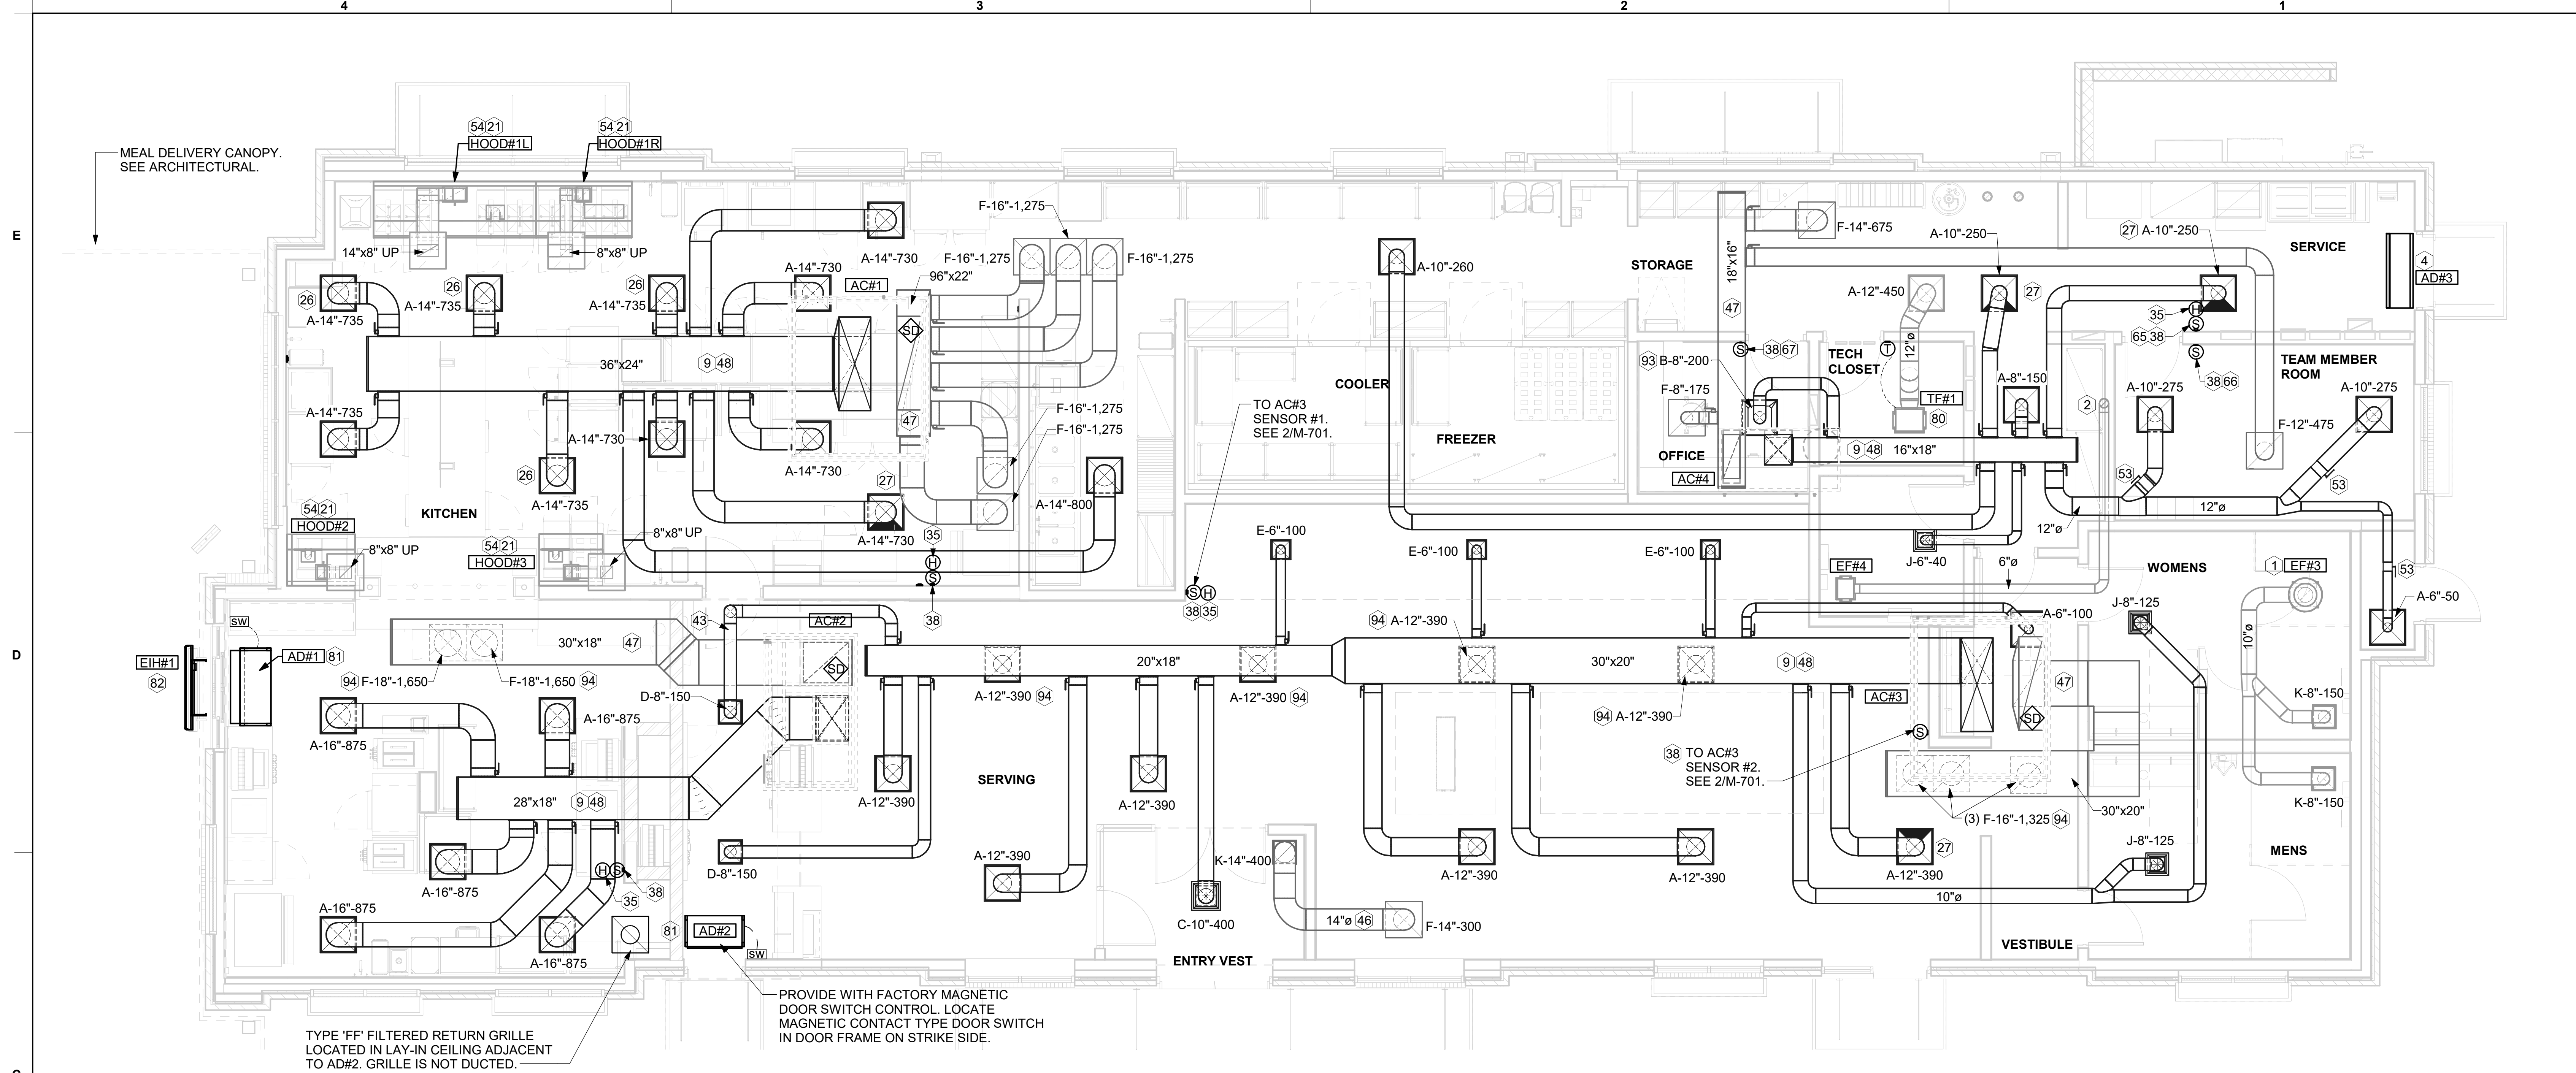 4
3
2
1
E
D
C
MEAL DELIVERY CANOPY.
SEE ARCHITECTURAL.
54 21
HOOD#1L
54 21
HOOD#1R
14"x8" UP
8"x8" UP
F-16"-1,275
F-16"-1,275
F-16"-1,275
96"x22"
A-14"-730
A-14"-730
AC#1
26
A-14"-735
26
A-14"-735
26
A-14"-735
SD
36"x24"
9 48
47
A-14"-735
A-14"-730
26
A-14"-735
A-14"-730
27
A-14"-730
F-16"-1,275
F-16"-1,275
A-14"-800
KITCHEN
54 21
HOOD#2
8"x8" UP
54 21
HOOD#3
8"x8" UP
35
H
S
38
A-10"-260
COOLER
FREEZER
TO AC#3
SENSOR #1.
SEE 2/M-701.
S H
38 35
STORAGE
18"x16"
47
F-14"-675
A-10"-250
27
27 A-10"-250
SERVICE
4
AD#3
A-12"-450
12"ø
35
H
65 38
S
S
38 66
TEAM MEMBER
ROOM
93 B-8"-200
S
38 67
TECH
CLOSET
T
F-8"-175
A-8"-150
TF#1
80
2
A-10"-275
A-10"-275
F-12"-475
OFFICE
AC#4
9 48
16"x18"
53
53
12"ø
12"ø
J-6"-40
6"ø
EF#4
WOMENS
1 EF#3
53
A-6"-50
E-6"-100
E-6"-100
E-6"-100
43
AC#2
SW
EIH#1
82
AD#1 81
30"x18"
47
94 F-18"-1,650
F-18"-1,650 94
SD
D-8"-150
20"x18"
A-12"-390 94
A-12"-390 94
94 A-12"-390
30"x20"
94 A-12"-390
9 48
AC#3
A-6"-100
47
SD
J-8"-125
10"ø
K-8"-150
K-8"-150
A-16"-875
A-16"-875
28"x18"
9 48
A-12"-390
SERVING
A-12"-390
38 TO AC#3
SENSOR #2.
SEE 2/M-701.
S
(3) F-16"-1,325 94
30"x20"
A-16"-875
H S
38
35
D-8"-150
A-12"-390
K-14"-400
A-12"-390
A-12"-390
27
A-12"-390
J-8"-125
MENS
A-16"-875
A-16"-875
81
AD#2
SW
C-10"-400
14"ø 46
F-14"-300
10"ø
VESTIBULE
ENTRY VEST
PROVIDE WITH FACTORY MAGNETIC
DOOR SWITCH CONTROL. LOCATE
MAGNETIC CONTACT TYPE DOOR SWITCH
IN DOOR FRAME ON STRIKE SIDE.
TYPE 'FF' FILTERED RETURN GRILLE
LOCATED IN LAY-IN CEILING ADJACENT
TO AD#2. GRILLE IS NOT DUCTED.